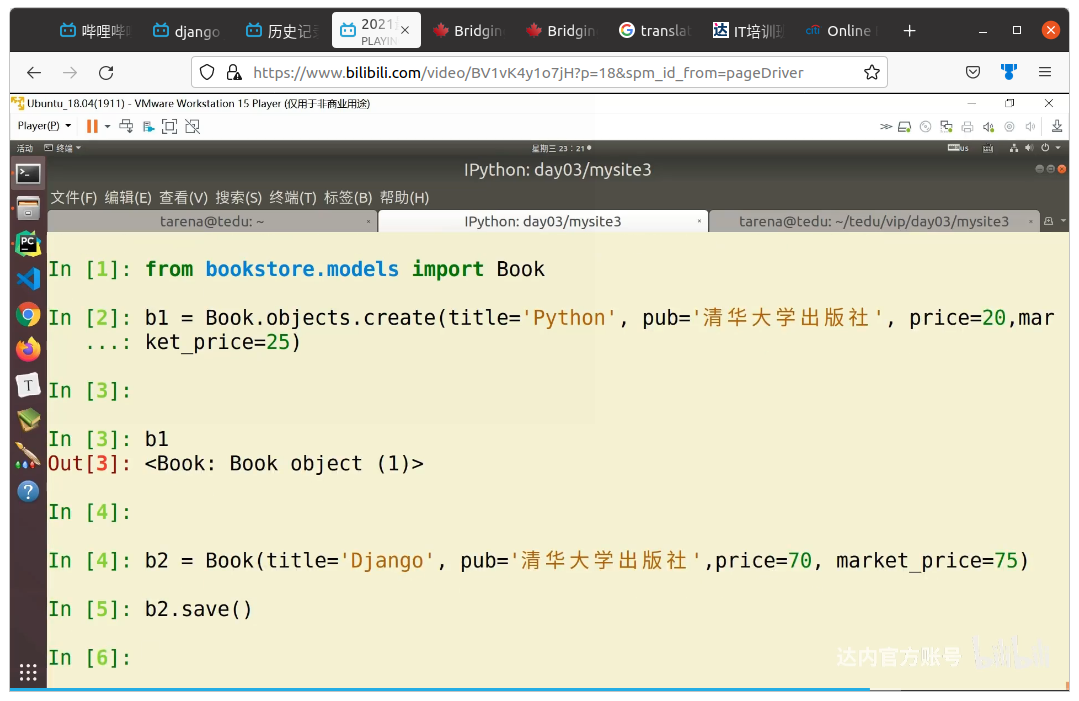 哔哩哔哩 django 历史记录 2021 PLAYIN Bridgin Bridgin translat IT培训班 citi Online
https://www.bilibili.com/video/BV1vK4y1o7jH?p=18&spm_id_from=pageDriver
Ubuntu_18.04(1911) - VMware Workstation 15 Player (仅用于非商业用途)
Player(P)
活动 终端 星期三 23：21
IPython: day03/mysite3
文件(F) 编辑(E) 查看(V) 搜索(S) 终端(T) 标签(B) 帮助(H)
tarena@tedu: ~ IPython: day03/mysite3 tarena@tedu: ~/tedu/vip/day03/mysite3
In [1]: from bookstore.models import Book
In [2]: b1 = Book.objects.create(title='Python', pub='清华大学出版社', price=20,mar
...: ket_price=25)
In [3]:
In [3]: b1
Out[3]: <Book: Book object (1)>
In [4]:
In [4]: b2 = Book(title='Django', pub='清华大学出版社',price=70, market_price=75)
In [5]: b2.save()
In [6]:
达内官方账号